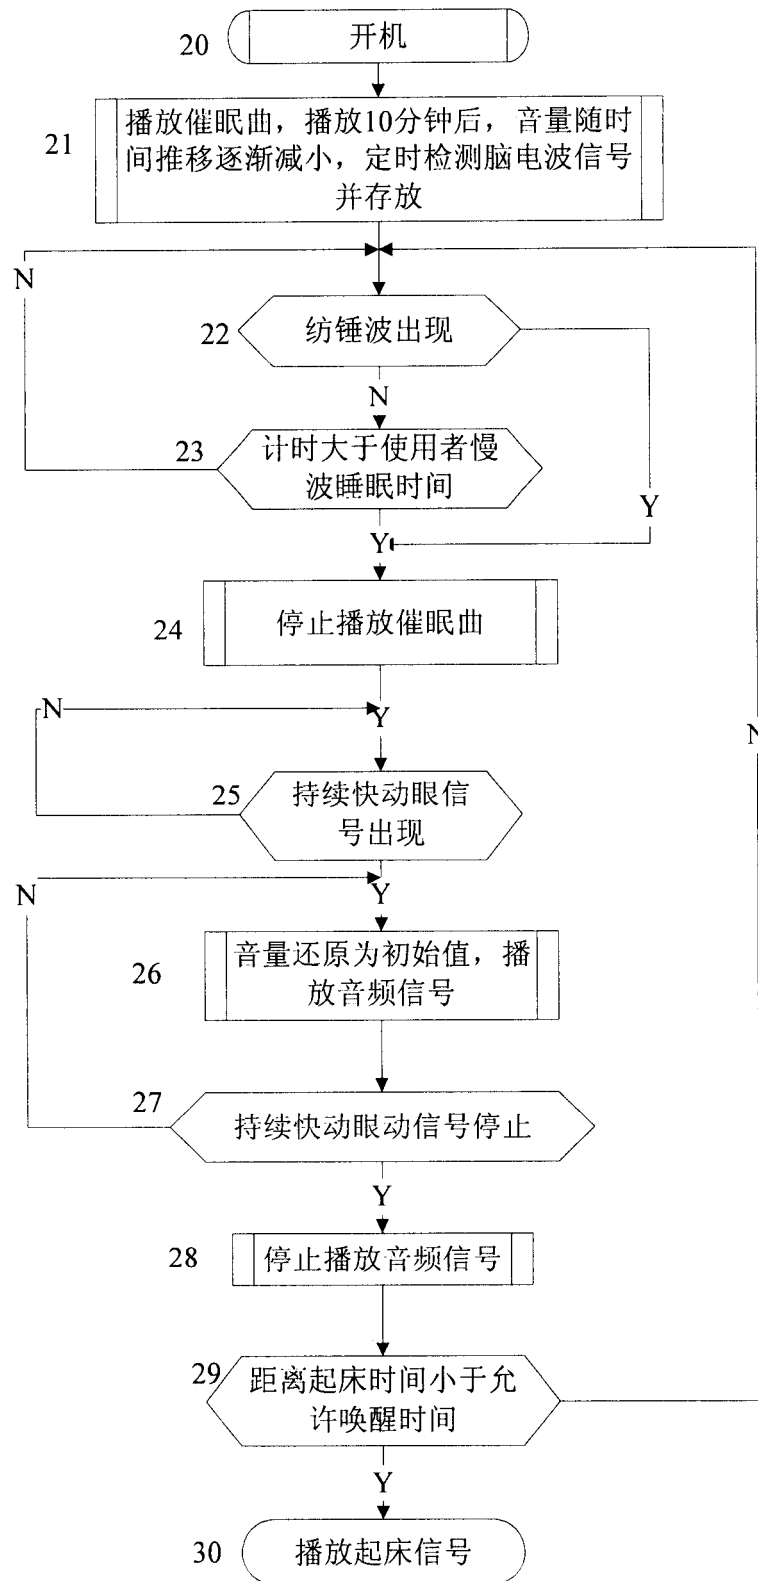 20
开机
21
播放催眠曲，播放10分钟后，音量随时
间推移逐渐减小，定时检测脑电波信号
并存放
N
22
纺锤波出现
N
23
计时大于使用者慢
波睡眠时间
Y
Y
24
停止播放催眠曲
N
Y
N
25
持续快动眼信
号出现
N
Y
26
音量还原为初始值，播
放音频信号
27
持续快动眼动信号停止
Y
28
停止播放音频信号
29
距离起床时间小于允
许唤醒时间
Y
30
播放起床信号